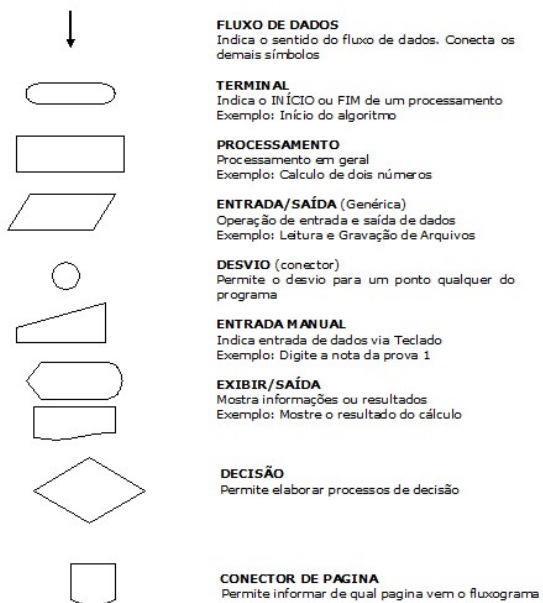 FLUXO DE DADOS
Indica o sentido do fluxo de dados. Conecta os
demais símbolos
TERMINAL
Indica o INÍCIO ou FIM de um processamento
Exemplo: Início do algoritmo
PROCESSAMENTO
Processamento em geral
Exemplo: Calculo de dois números
ENTRADA/SAÍDA (Genérica)
Operação de entrada e saída de dados
Exemplo: Leitura e Gravação de Arquivos
DESVIO (conector)
Permite o desvio para um ponto qualquer do
programa
ENTRADA MANUAL
Indica entrada de dados via Teclado
Exemplo: Digite a nota da prova 1
EXIBIR/SAÍDA
Mostra informações ou resultados
Exemplo: Mostre o resultado do cálculo
DECISÃO
Permite elaborar processos de decisão
CONECTOR DE PAGINA
Permite informar de qual pagina vem o fluxograma